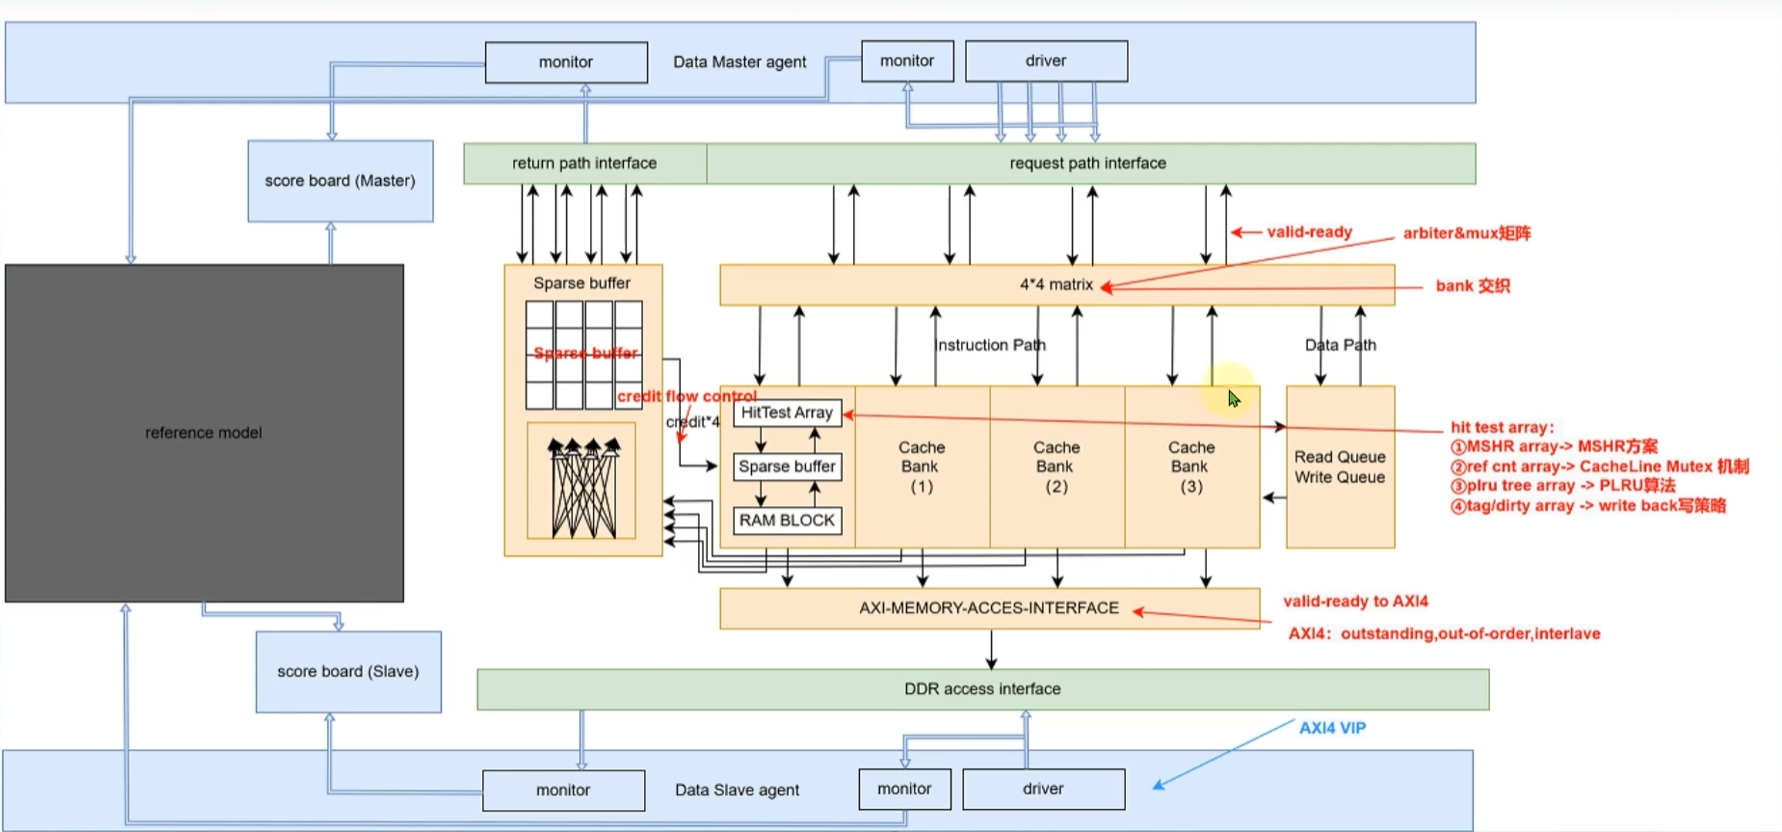 monitor
Data Master agent
monitor
driver
return path interface
request path interface
score board (Master)
valid-ready
arbiter&mux矩阵
Sparse buffer
4*4 matrix
bank 交织
Sparse buffer
Instruction Path
Data Path
credit flow control
credit*4
HitTest Array
Sparse buffer
RAM BLOCK
Cache
Bank
(1)
Cache
Bank
(2)
Cache
Bank
(3)
Read Queue
Write Queue
reference model
hit test array:
①MSHR array-> MSHR方案
②ref cnt array-> CacheLine Mutex 机制
③plru tree array -> PLRU算法
④tag/dirty array -> write back写策略
AXI-MEMORY-ACCES-INTERFACE
valid-ready to AXI4
AXI4：outstanding,out-of-order,interlave
score board (Slave)
DDR access interface
AXI4 VIP
monitor
Data Slave agent
monitor
driver